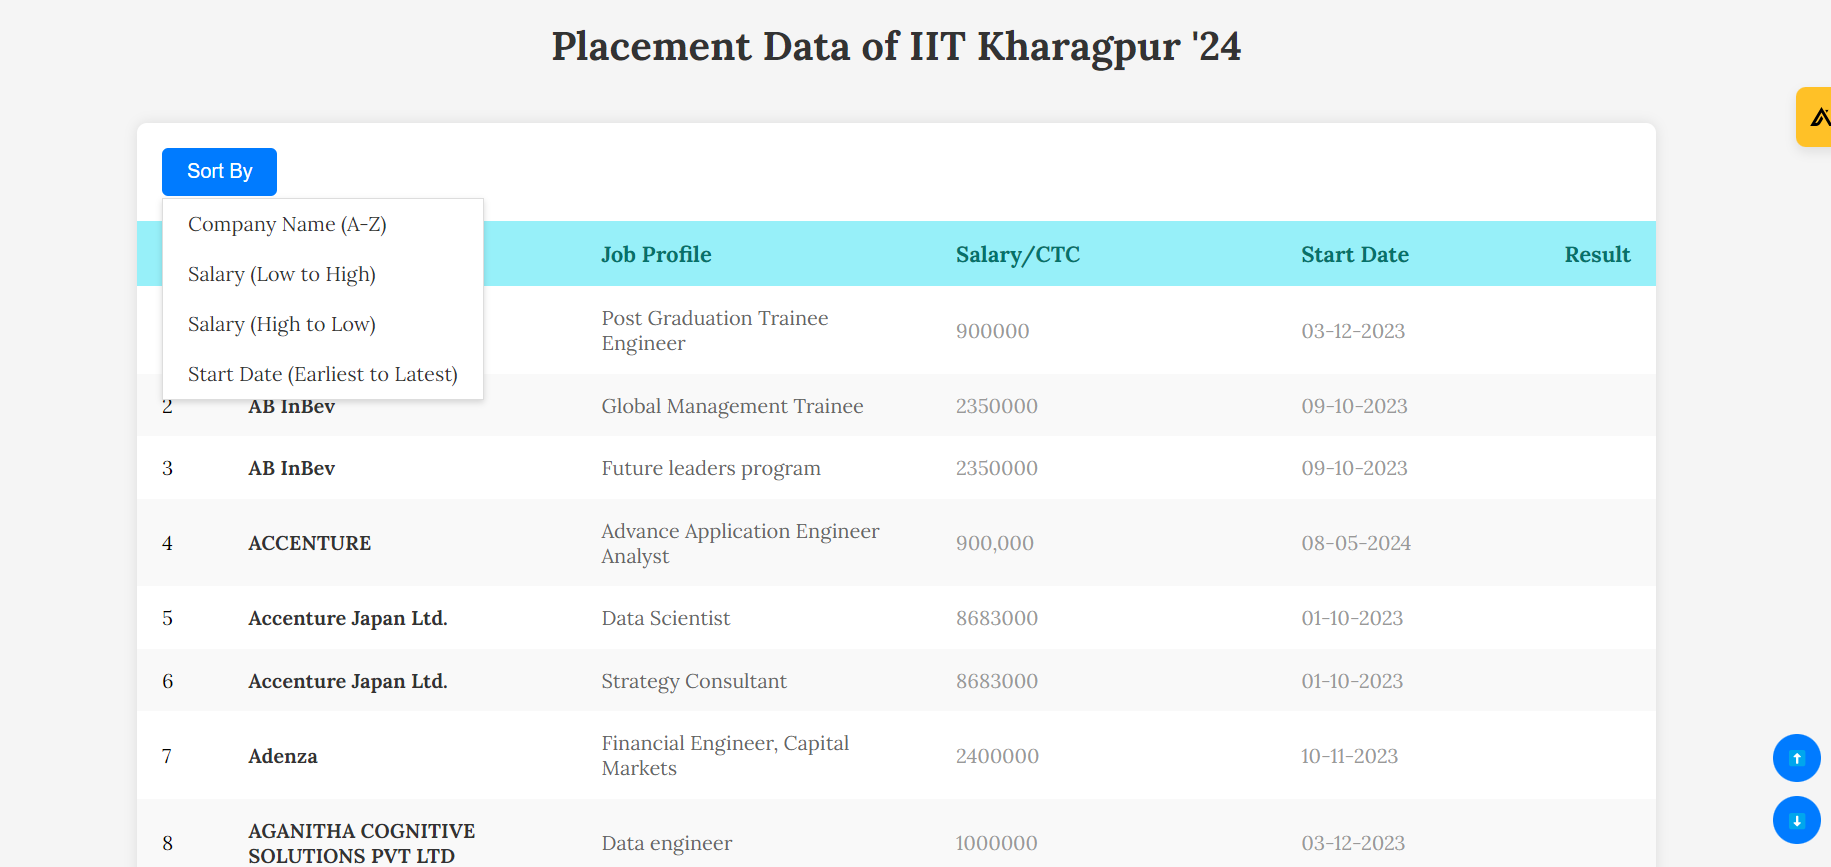 Placement Data of IIT Kharagpur '24
Sort By
Company Name (A-Z)
Salary (Low to High)
Salary (High to Low)
Start Date (Earliest to Latest)
Job Profile Salary/CTC Start Date Result
Post Graduation Trainee
Engineer
900000 03-12-2023
2 AB InBev Global Management Trainee 2350000 09-10-2023
3 AB InBev Future leaders program 2350000 09-10-2023
4 ACCENTURE Advance Application Engineer
Analyst
900,000 08-05-2024
5 Accenture Japan Ltd. Data Scientist 8683000 01-10-2023
6 Accenture Japan Ltd. Strategy Consultant 8683000 01-10-2023
7 Adenza Financial Engineer, Capital
Markets
2400000 10-11-2023
8 AGANITHA COGNITIVE
SOLUTIONS PVT LTD
Data engineer 1000000 03-12-2023